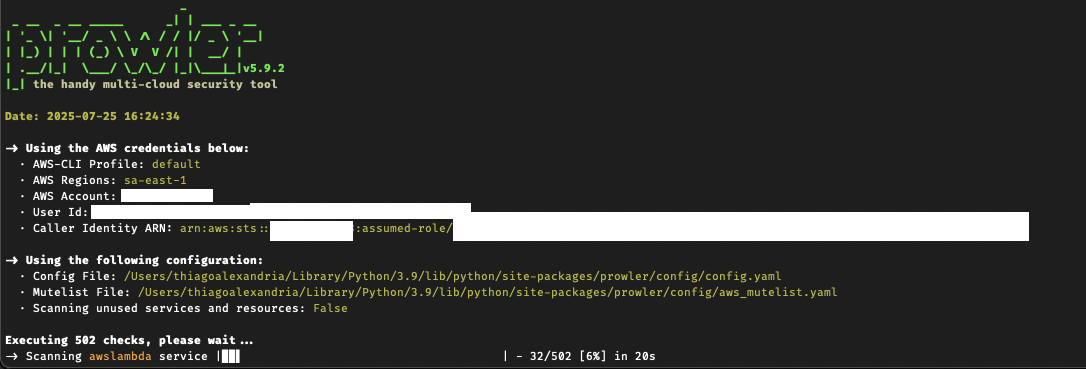 prowler v5.9.2
the handy multi-cloud security tool
Date: 2025-07-25 16:24:34
-> Using the AWS credentials below:
· AWS-CLI Profile: default
· AWS Regions: sa-east-1
· AWS Account:
· User Id:
· Caller Identity ARN: arn:aws:sts:: :assumed-role/
-> Using the following configuration:
· Config File: /Users/thiagoalexandria/Library/Python/3.9/lib/python/site-packages/prowler/config/config.yaml
· Mutelist File: /Users/thiagoalexandria/Library/Python/3.9/lib/python/site-packages/prowler/config/aws_mutelist.yaml
· Scanning unused services and resources: False
Executing 502 checks, please wait...
-> Scanning awslambda service | | - 32/502 [6%] in 20s